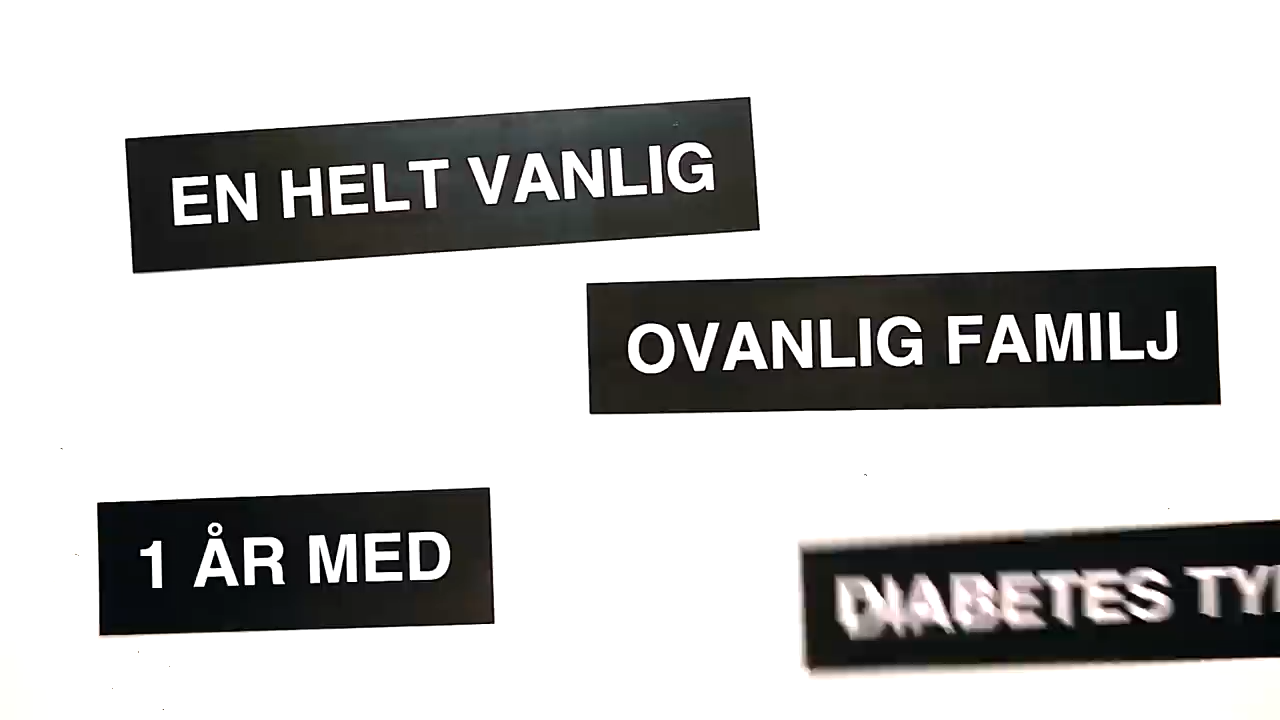 EN HELT VANLIG
OVANLIG FAMILJ
1 ÅR MED
DIABETES